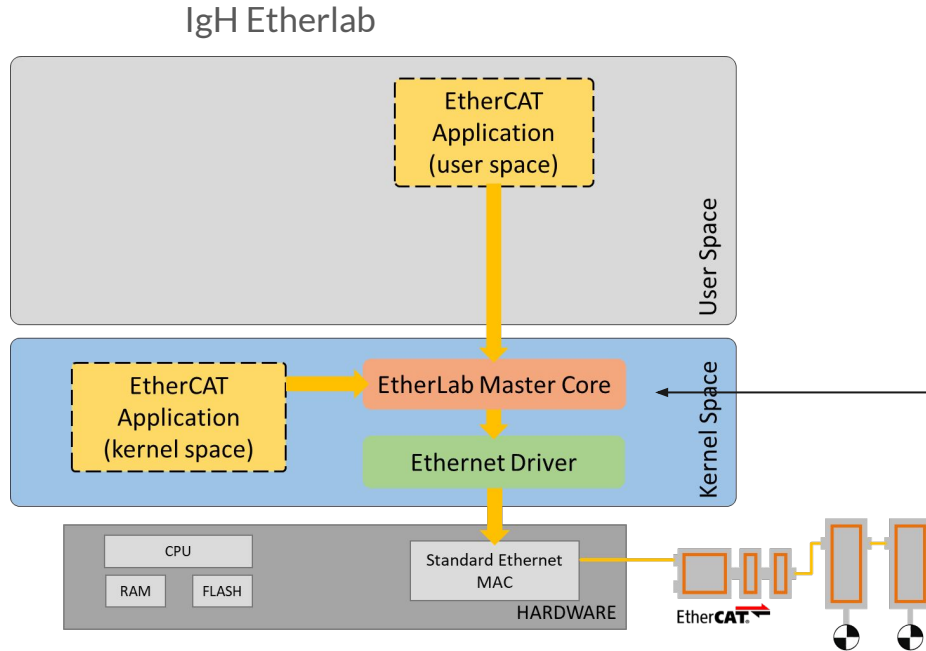 IgH Etherlab
EtherCAT
Application
(user space)
User Space
EtherCAT
Application
(kernel space)
EtherLab Master Core
Ethernet Driver
Kernel Space
CPU
RAM
FLASH
Standard Ethernet
MAC
HARDWARE
EtherCAT®